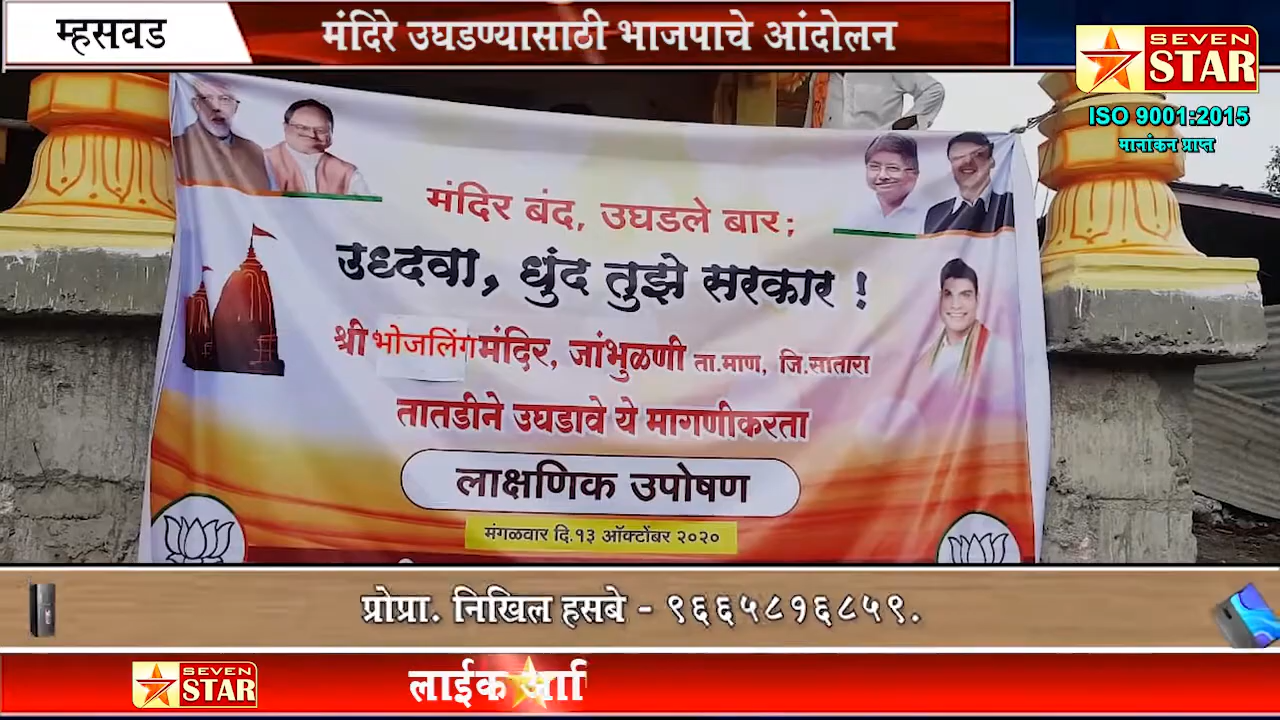 म्हसवड
मंदिरे उघडण्यासाठी भाजपाचे आंदोलन
SEVEN
STAR
ISO 9001:2015
मानांकन प्राप्त
मंदिर बंद, उघडले बार;
उध्दवा, धुंद तुझे सरकार !
श्री भोजलिंग मंदिर, जांभुळणी ता.माण, जि.सातारा
तातडीने उघडावे ये मागणीकरता
लाक्षणिक उपोषण
मंगळवार दि.१३ ऑक्टोंबर २०२०
प्रोप्रा. निखिल हसबे - ९६६५८१६८५९.
SEVEN
STAR
लाईक आि